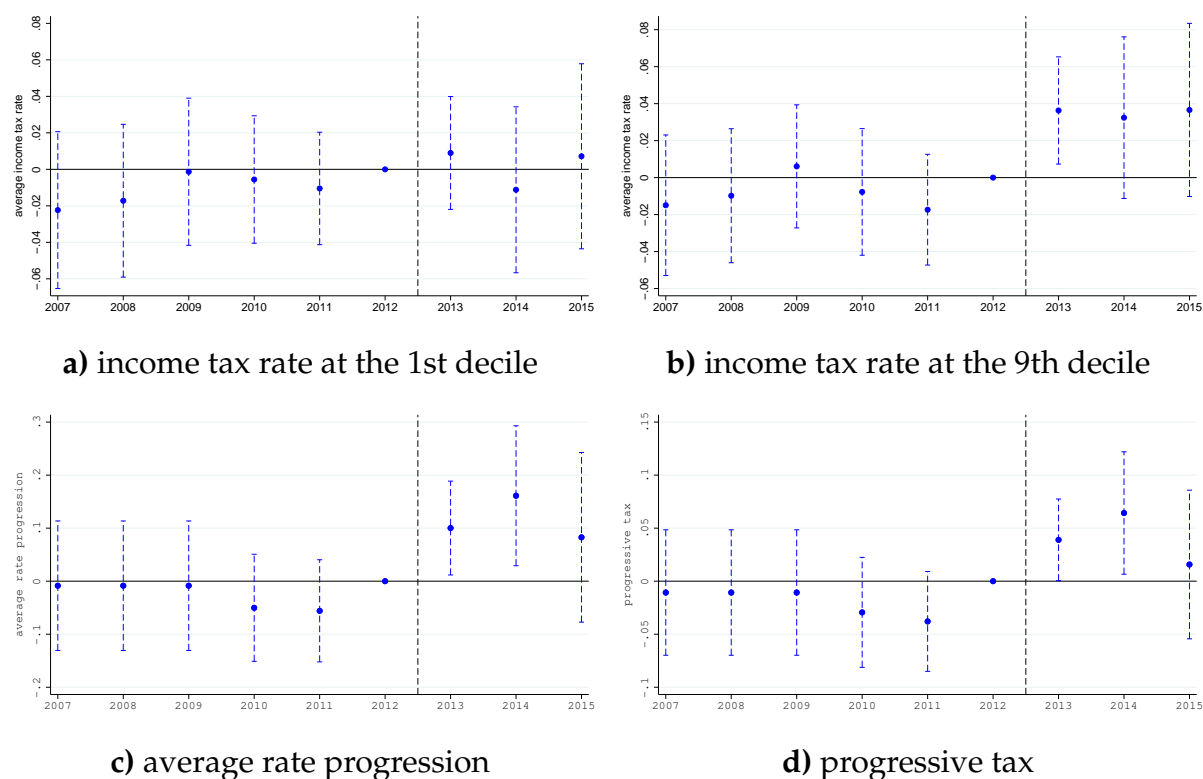 average income tax rate
.08
.06
.04
.02
0
-.02
-.04
-.06
2007 2008 2009 2010 2011 2012 2013 2014 2015
a) income tax rate at the 1st decile
average income tax rate
.08
.06
.04
.02
0
-.02
-.04
-.06
2007 2008 2009 2010 2011 2012 2013 2014 2015
b) income tax rate at the 9th decile
average rate progression
.3
.2
.1
0
-.1
-.2
2007 2008 2009 2010 2011 2012 2013 2014 2015
c) average rate progression
progressive tax
.15
.1
.05
0
-.05
-.1
2007 2008 2009 2010 2011 2012 2013 2014 2015
d) progressive tax